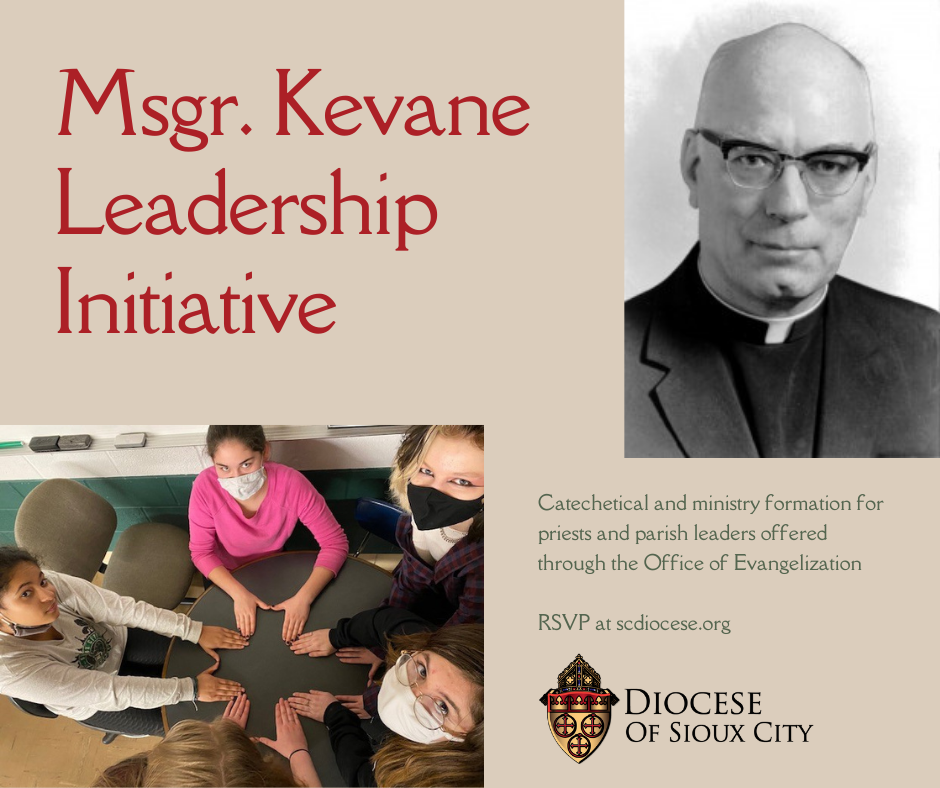 Msgr. Kevane
Leadership
Initiative
Catechetical and ministry formation for
priests and parish leaders offered
through the Office of Evangelization
RSVP at scdiocese.org
DIOCESE
OF SIOUX CITY